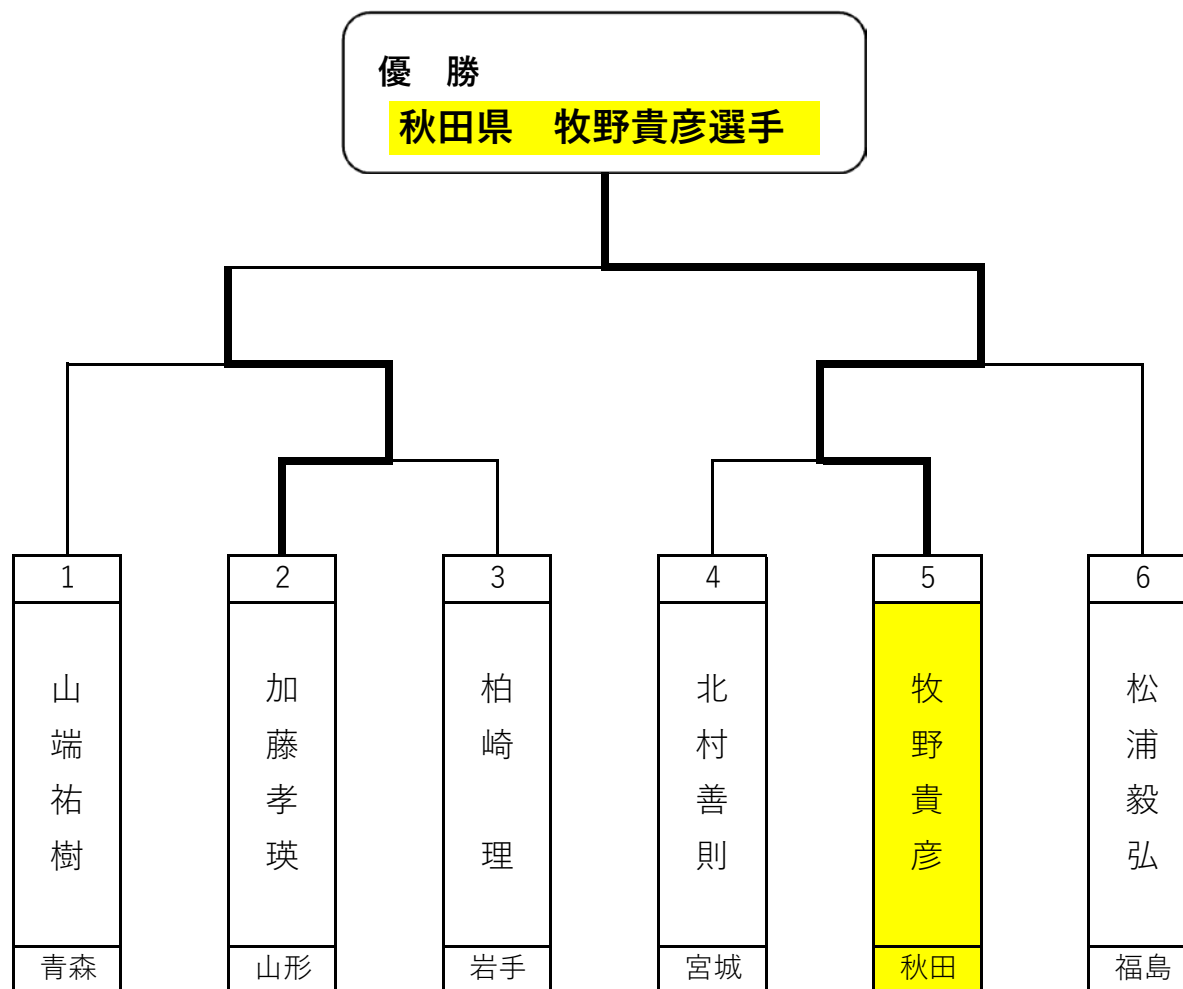 優　勝
秋田県　牧野貴彦選手
1
2
3
4
5
6
山端祐樹
加藤孝瑛
柏崎　理
北村善則
牧野貴彦
松浦毅弘
青森
山形
岩手
宮城
秋田
福島